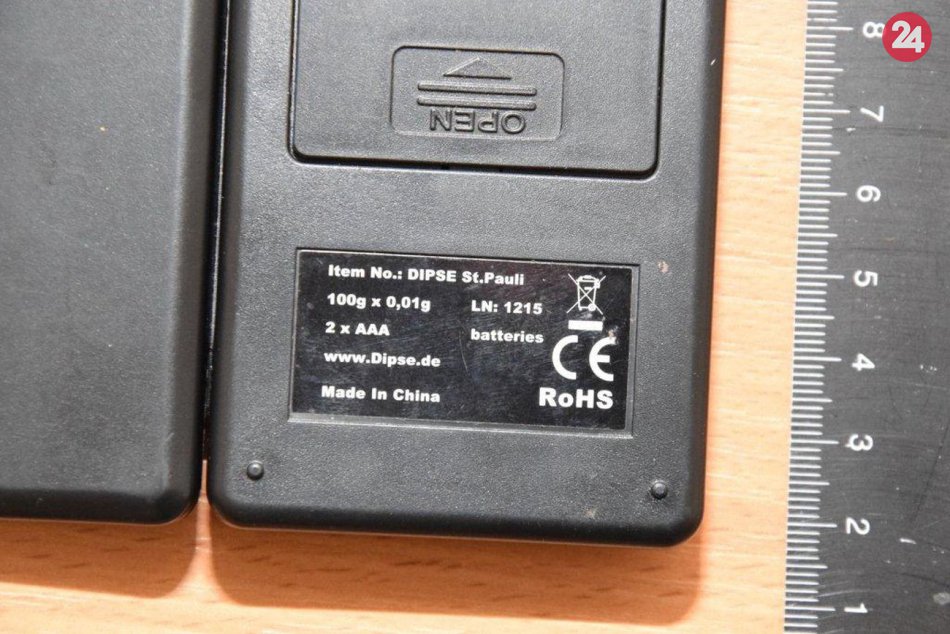 24
OPEN
Item No.: DIPSE St.Pauli
100g x 0,01g LN: 1215
2 x AAA batteries
www.Dipse.de
Made In China
CE
RoHS
8
7
6
5
4
3
2
1